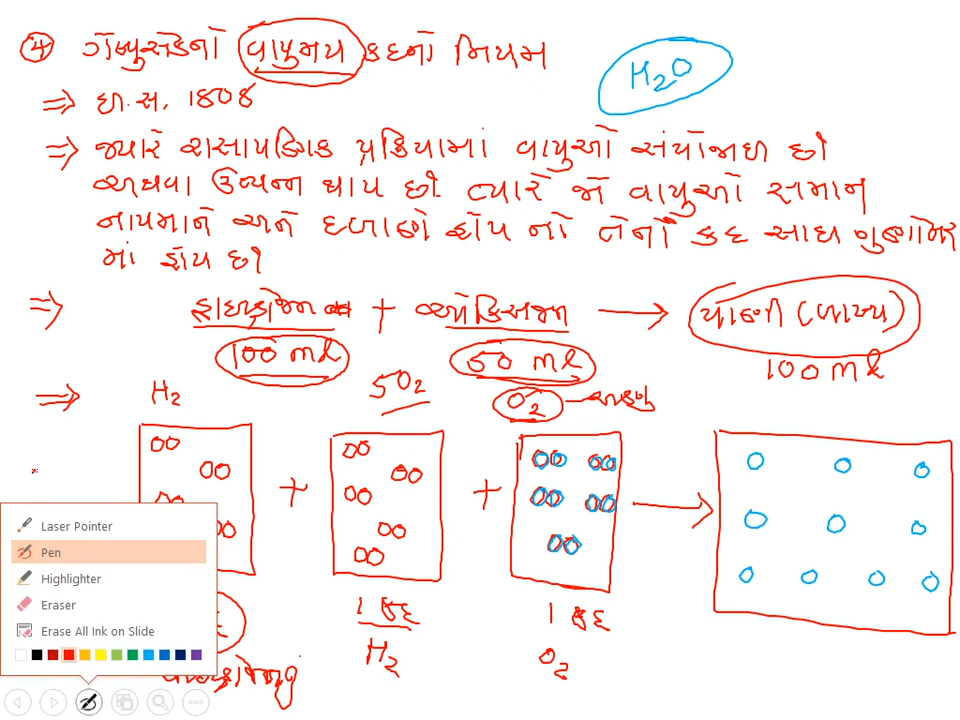 ④ ગેલ્યુસેકનો વાયુમય કદનો નિયમ
H₂O
⇒ ઇ.સ. 1808
⇒ જ્યારે રાસાયણિક પ્રક્રિયામાં વાયુઓ સંયોજાય છે
અથવા ઉત્પન્ન થાય છે. ત્યારે જો વાયુઓ સમાન
તાપમાને અને દબાણે હોય તો તેનો કદ સાદા ગુણોત્તર
માં હોય છે
⇒ હાઇડ્રોજન + ઓક્સિજન → પાણી (બાષ્પ)
100 ml 50 ml 100 ml
⇒ H₂ 5O₂ O₂
+ + →
Laser Pointer
Pen
Highlighter
Eraser
Erase All Ink on Slide
1 કદ 1 કદ
H₂ O₂